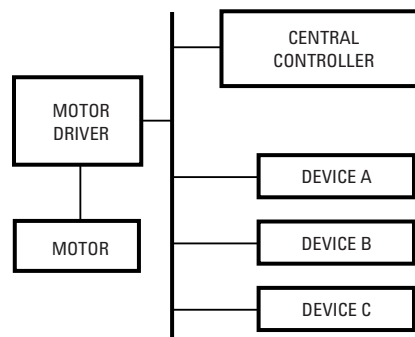 CENTRAL
CONTROLLER
MOTOR
DRIVER
DEVICE A
MOTOR
DEVICE B
DEVICE C